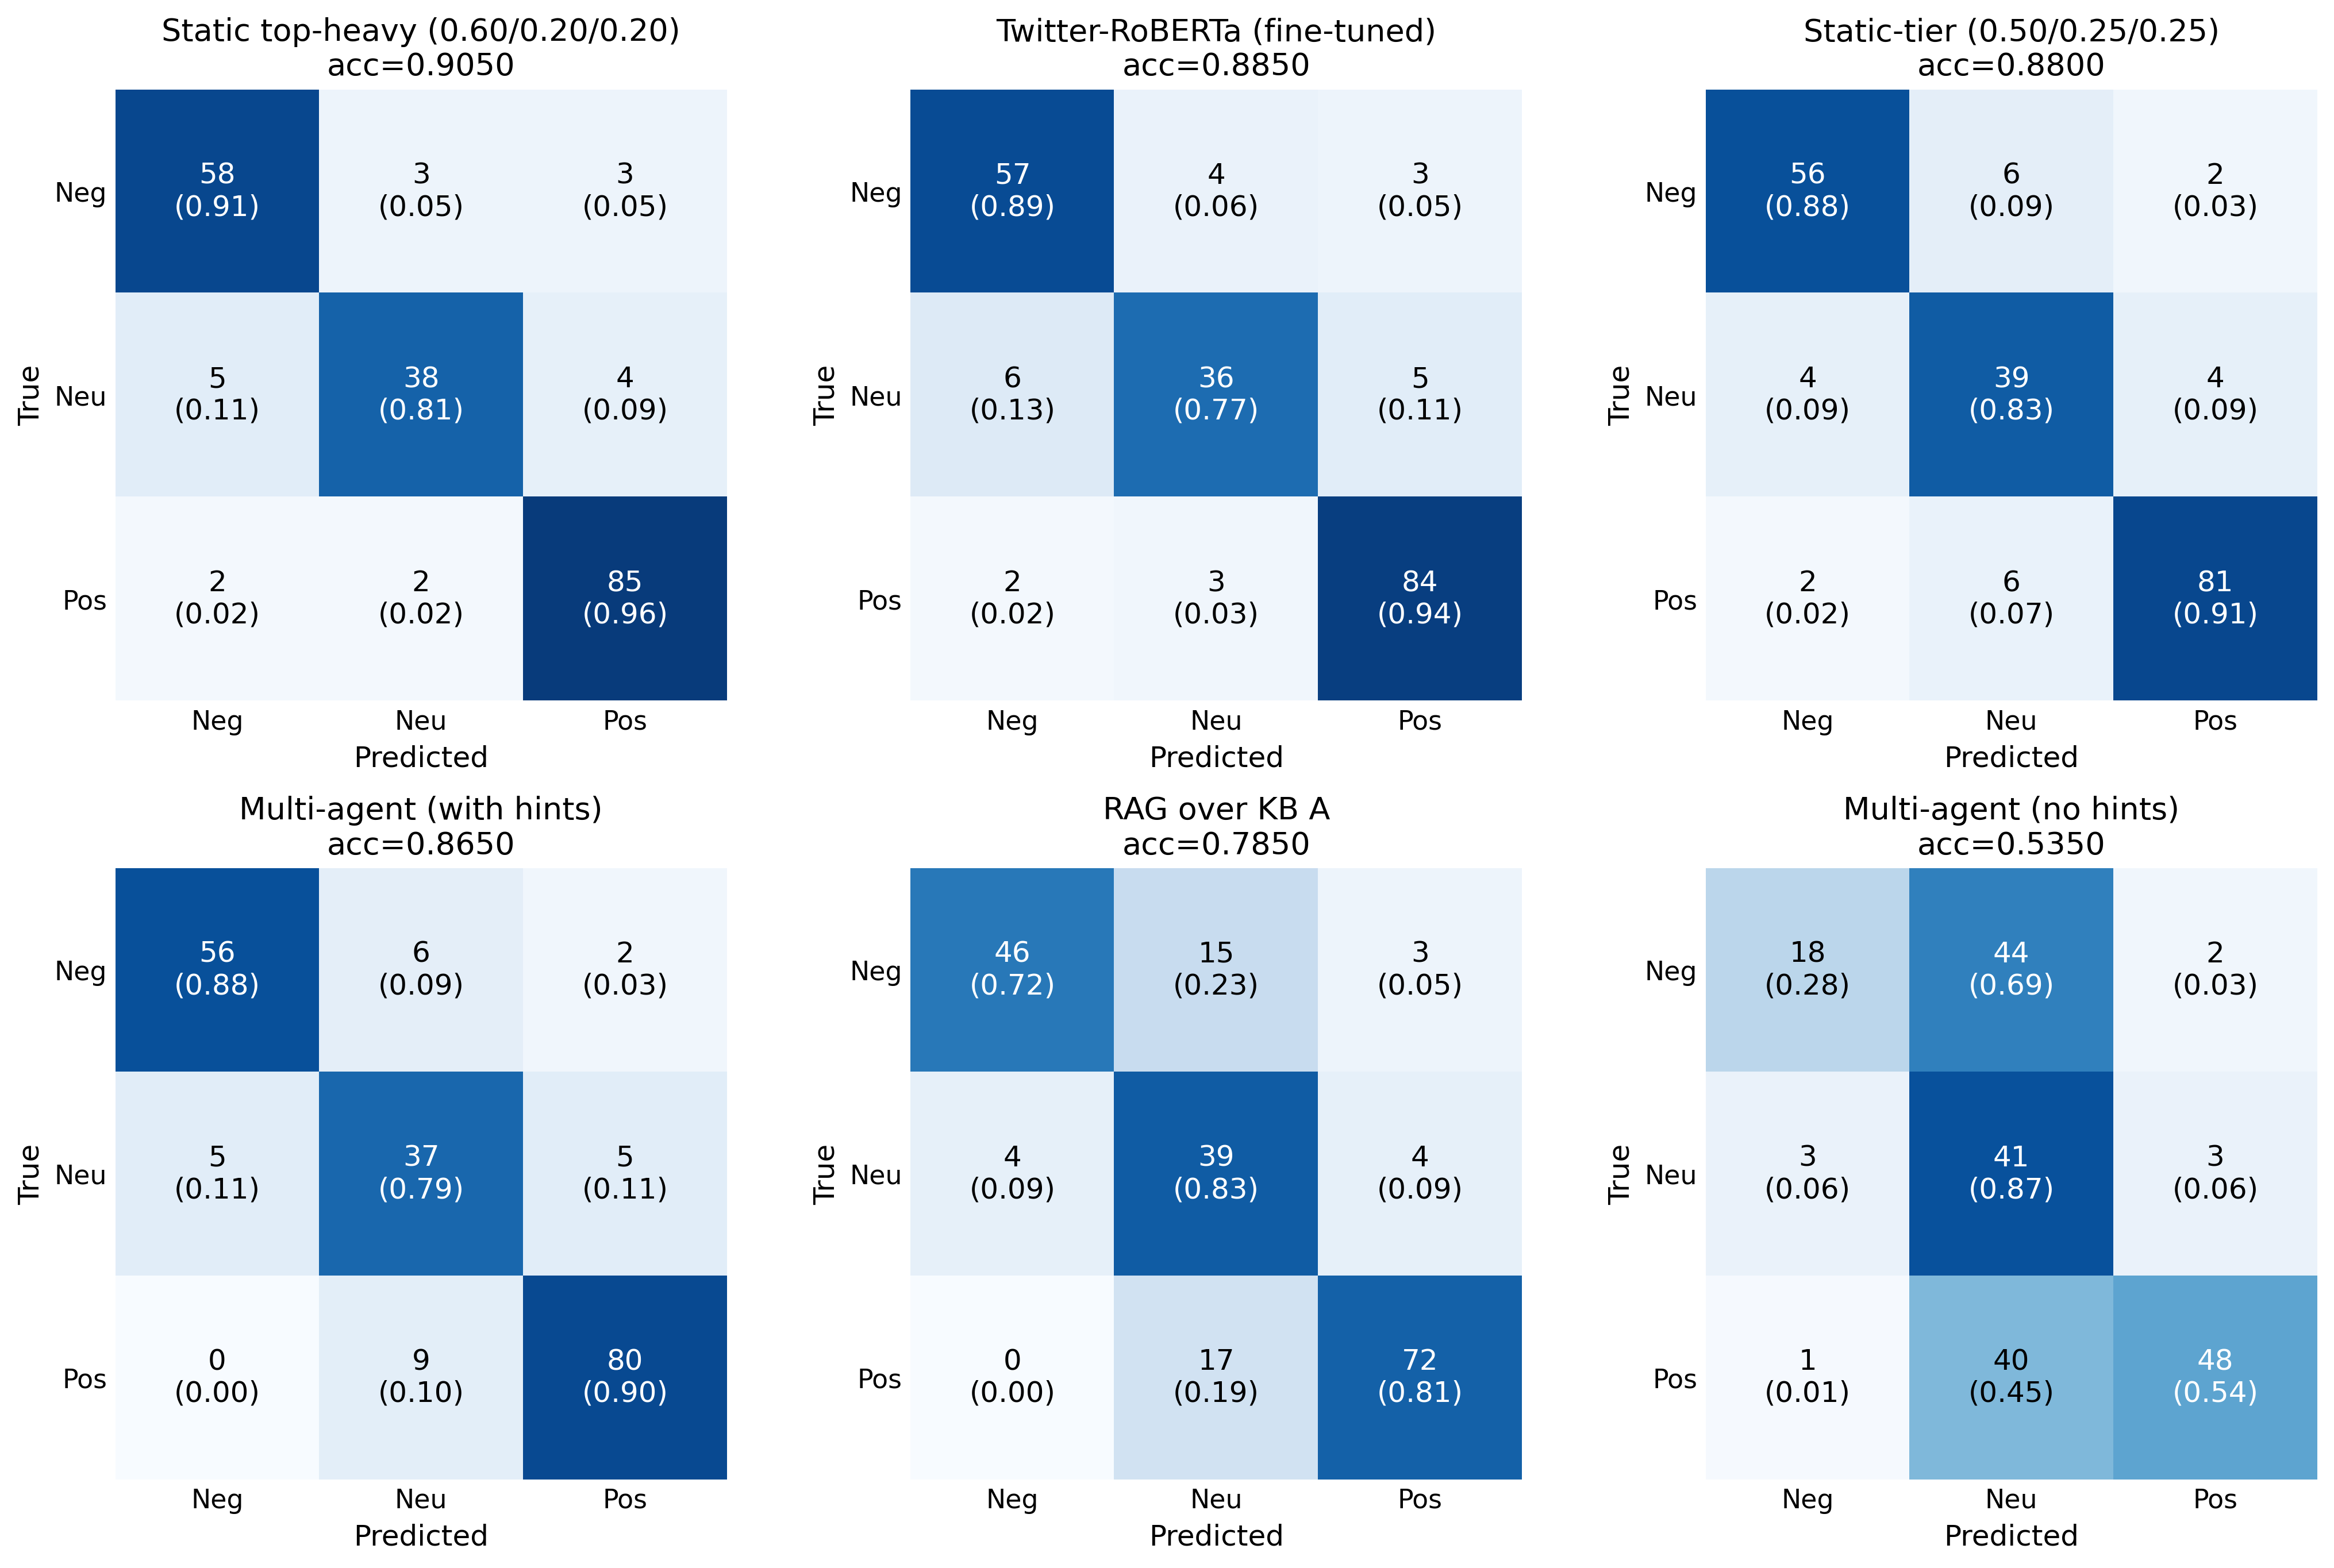 Static top-heavy (0.60/0.20/0.20)
acc=0.9050
True
Neg
58
(0.91)
3
(0.05)
3
(0.05)
Neu
5
(0.11)
38
(0.81)
4
(0.09)
Pos
2
(0.02)
2
(0.02)
85
(0.96)
Neg
Neu
Pos
Predicted
Twitter-RoBERTa (fine-tuned)
acc=0.8850
True
Neg
57
(0.89)
4
(0.06)
3
(0.05)
Neu
6
(0.13)
36
(0.77)
5
(0.11)
Pos
2
(0.02)
3
(0.03)
84
(0.94)
Neg
Neu
Pos
Predicted
Static-tier (0.50/0.25/0.25)
acc=0.8800
True
Neg
56
(0.88)
6
(0.09)
2
(0.03)
Neu
4
(0.09)
39
(0.83)
4
(0.09)
Pos
2
(0.02)
6
(0.07)
81
(0.91)
Neg
Neu
Pos
Predicted
Multi-agent (with hints)
acc=0.8650
True
Neg
56
(0.88)
6
(0.09)
2
(0.03)
Neu
5
(0.11)
37
(0.79)
5
(0.11)
Pos
0
(0.00)
9
(0.10)
80
(0.90)
Neg
Neu
Pos
Predicted
RAG over KB A
acc=0.7850
True
Neg
46
(0.72)
15
(0.23)
3
(0.05)
Neu
4
(0.09)
39
(0.83)
4
(0.09)
Pos
0
(0.00)
17
(0.19)
72
(0.81)
Neg
Neu
Pos
Predicted
Multi-agent (no hints)
acc=0.5350
True
Neg
18
(0.28)
44
(0.69)
2
(0.03)
Neu
3
(0.06)
41
(0.87)
3
(0.06)
Pos
1
(0.01)
40
(0.45)
48
(0.54)
Neg
Neu
Pos
Predicted